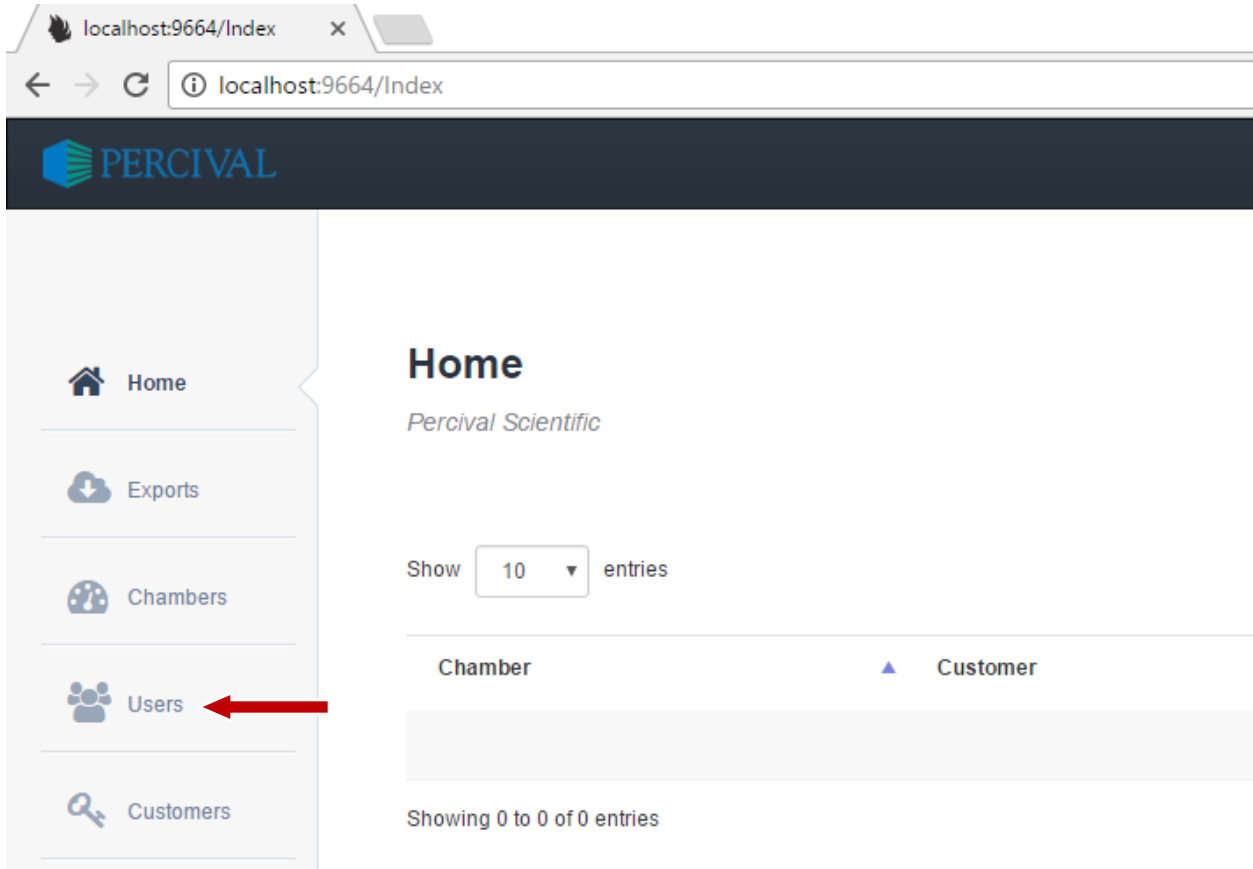 localhost:9664/Index
localhost:9664/Index
PERCIVAL
Home
Home
Percival Scientific
Exports
Show 10 entries
Chambers
Chamber Customer
Users
Customers
Showing 0 to 0 of 0 entries